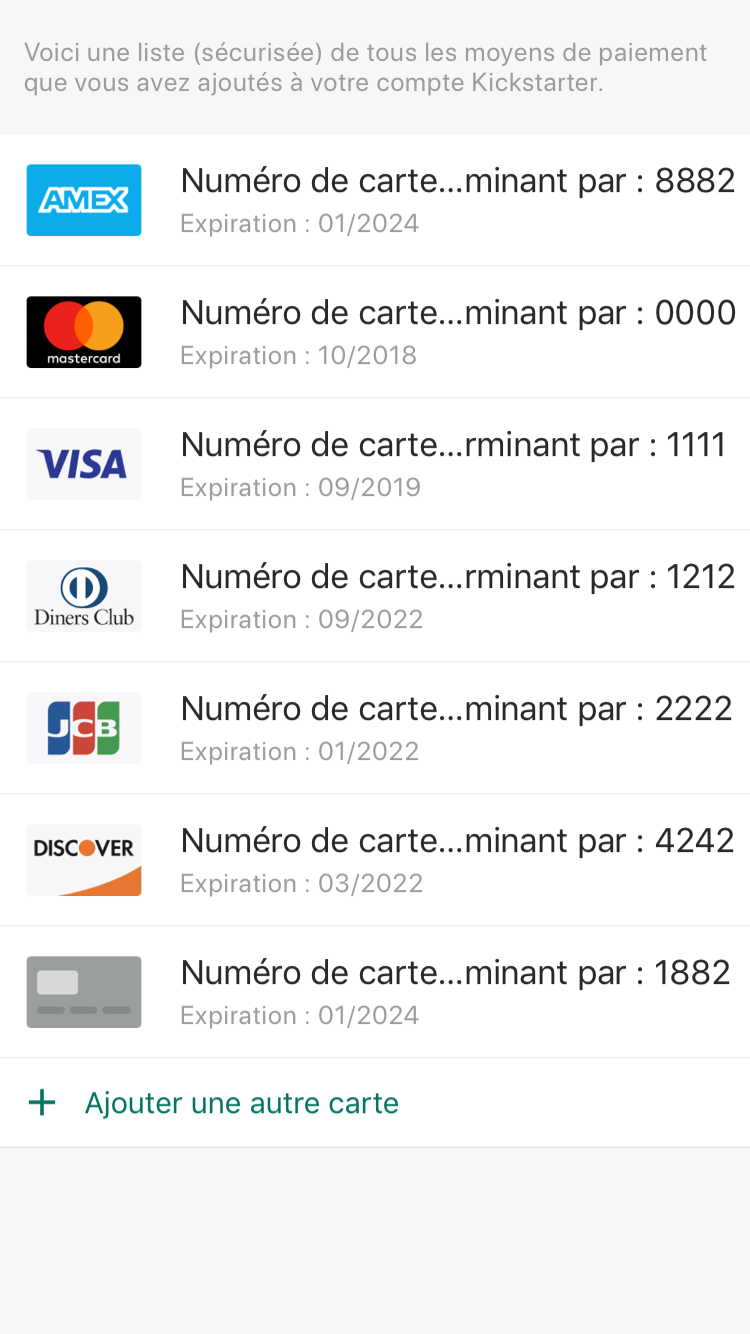 Voici une liste (sécurisée) de tous les moyens de paiement
que vous avez ajoutés à votre compte Kickstarter.
AMEX
Numéro de carte...minant par : 8882
Expiration : 01/2024
mastercard
Numéro de carte...minant par : 0000
Expiration : 10/2018
VISA
Numéro de carte...rminant par : 1111
Expiration : 09/2019
Diners Club
Numéro de carte...rminant par : 1212
Expiration : 09/2022
JCB
Numéro de carte...minant par : 2222
Expiration : 01/2022
DISCOVER
Numéro de carte...minant par : 4242
Expiration : 03/2022
Numéro de carte...minant par : 1882
Expiration : 01/2024
+ Ajouter une autre carte